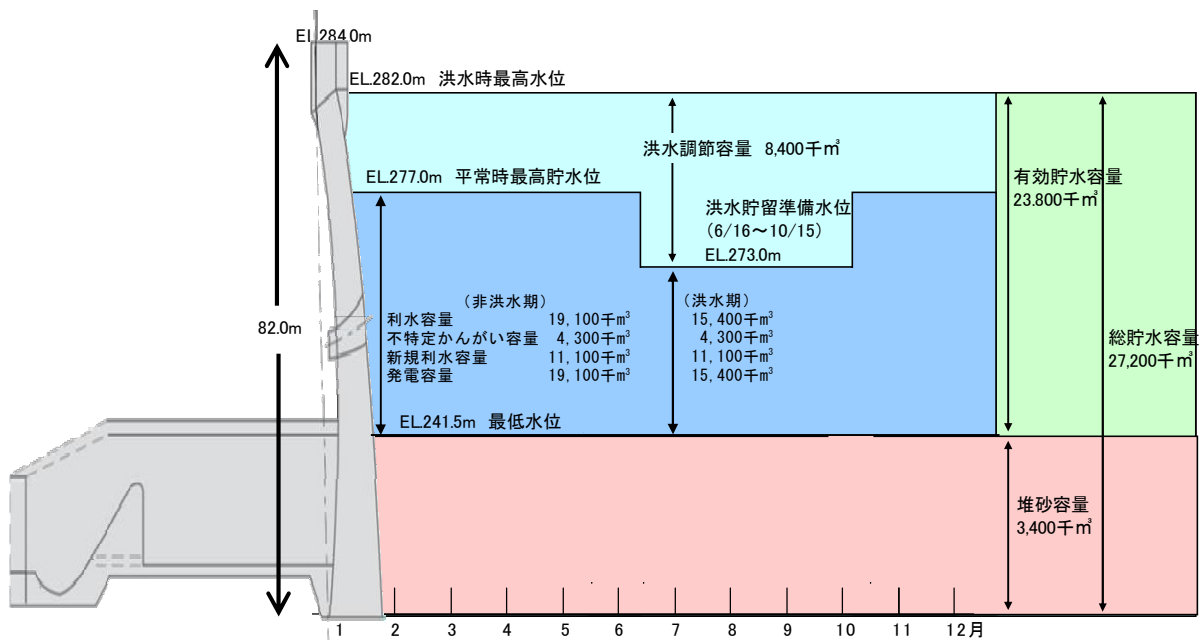 EL.284.0m
EL.282.0m 洪水時最高水位
洪水調節容量 8,400千㎥
EL.277.0m 平常時最高貯水位
有効貯水容量
23.800千㎥
洪水貯留準備水位
(6/16～10/15)
EL.273.0m
(非洪水期) (洪水期)
利水容量 19,100千㎥ 15,400千㎥
不特定かんがい容量 4,300千㎥ 4,300千㎥
新規利水容量 11,100千㎥ 11,100千㎥
発電容量 19,100千㎥ 15,400千㎥
82.0m
総貯水容量
27,200千㎥
EL.241.5m 最低水位
堆砂容量
3,400千㎥
1 2 3 4 5 6 7 8 9 10 11 12月